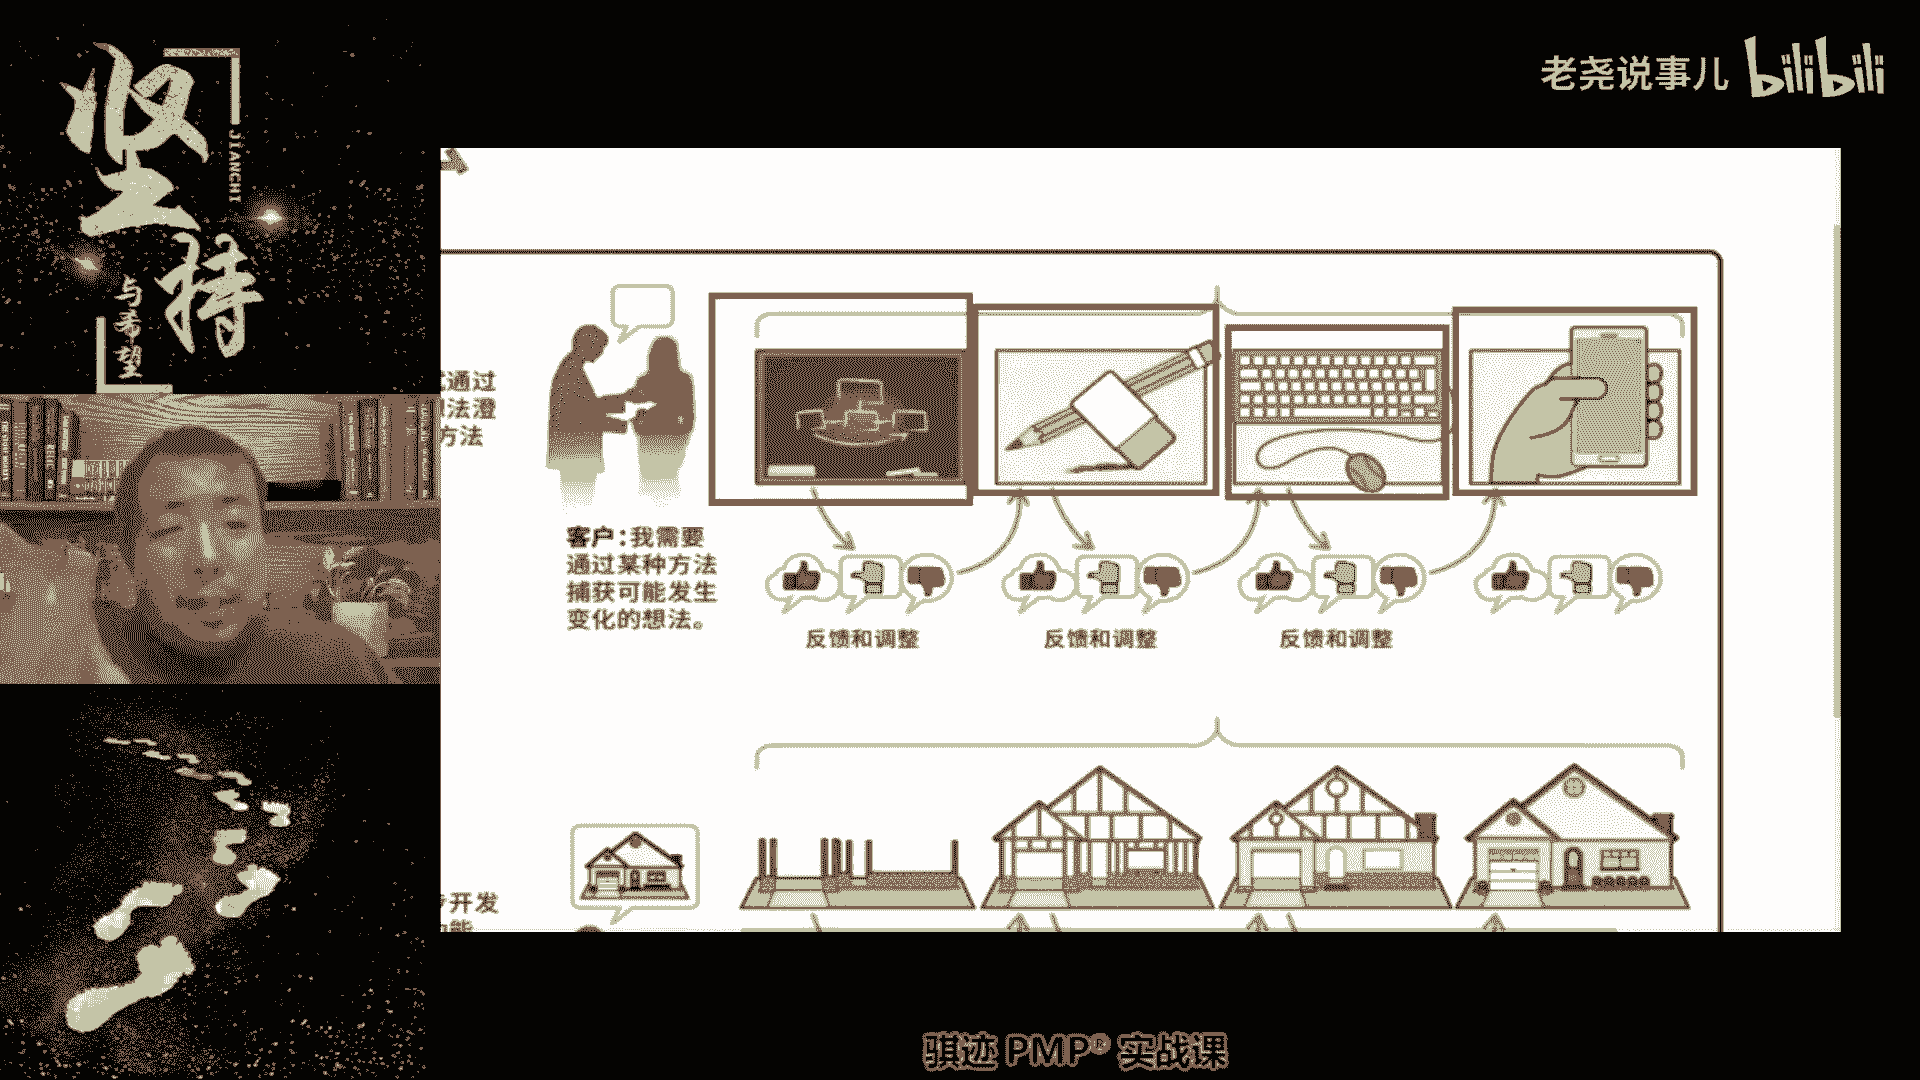 坚持
JIANCHI
与希望
老尧说事儿 bilibili
通过
法澄
方法
客户：我需要
通过某种方法
捕获可能发生
变化的想法。
反馈和调整
反馈和调整
反馈和调整
开发
骐迹 PMP® 实战课